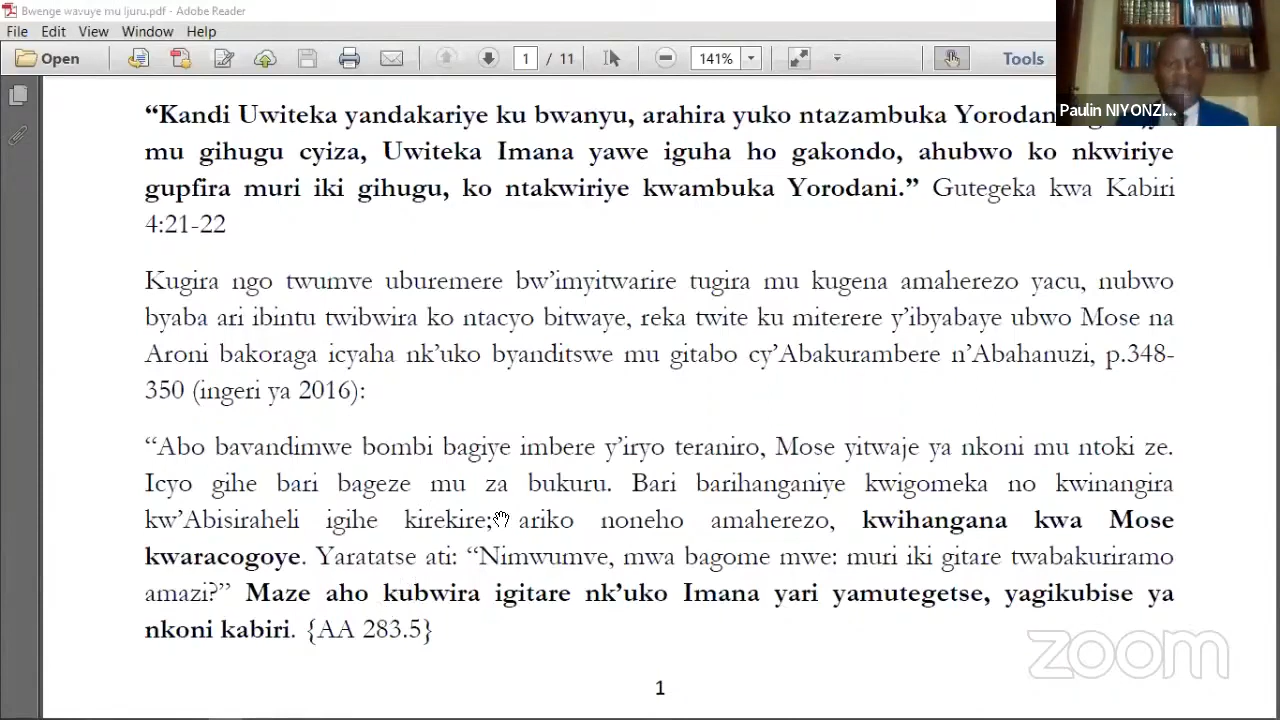 Bwenge wavuye mu Ijuru.pdf - Adobe Reader
File Edit View Window Help
Open 1 / 11 141% Tools
Paulin NIYONZI...
“Kandi Uwiteka yandakariye ku bwanyu, arahira yuko ntazambuka Yorodani
mu gihugu cyiza, Uwiteka Imana yawe iguha ho gakondo, ahubwo ko nkwiriye
gupfira muri iki gihugu, ko ntakwiriye kwambuka Yorodani.” Gutegeka kwa Kabiri
4:21-22
Kugira ngo twumve uburemere bw’imyitwarire tugira mu kugena amaherezo yacu, nubwo
byaba ari ibintu twibwira ko ntacyo bitwaye, reka twite ku miterere y’ibyabaye ubwo Mose na
Aroni bakoraga icyaha nk’uko byanditswe mu gitabo cy’Abakurambere n’Abahanuzi, p.348-
350 (ingeri ya 2016):
“Abo bavandimwe bombi bagiye imbere y’iryo teraniro, Mose yitwaje ya nkoni mu ntoki ze.
Icyo gihe bari bageze mu za bukuru. Bari barihanganiye kwigomeka no kwinangira
kw’Abisiraheli igihe kirekire; ariko noneho amaherezo, kwihangana kwa Mose
kwaracogoye. Yaratatse ati: “Nimwumve, mwa bagome mwe: muri iki gitare twabakuriramo
amazi?” Maze aho kubwira igitare nk’uko Imana yari yamutegetse, yagikubise ya
nkoni kabiri. {AA 283.5}
zoom
1